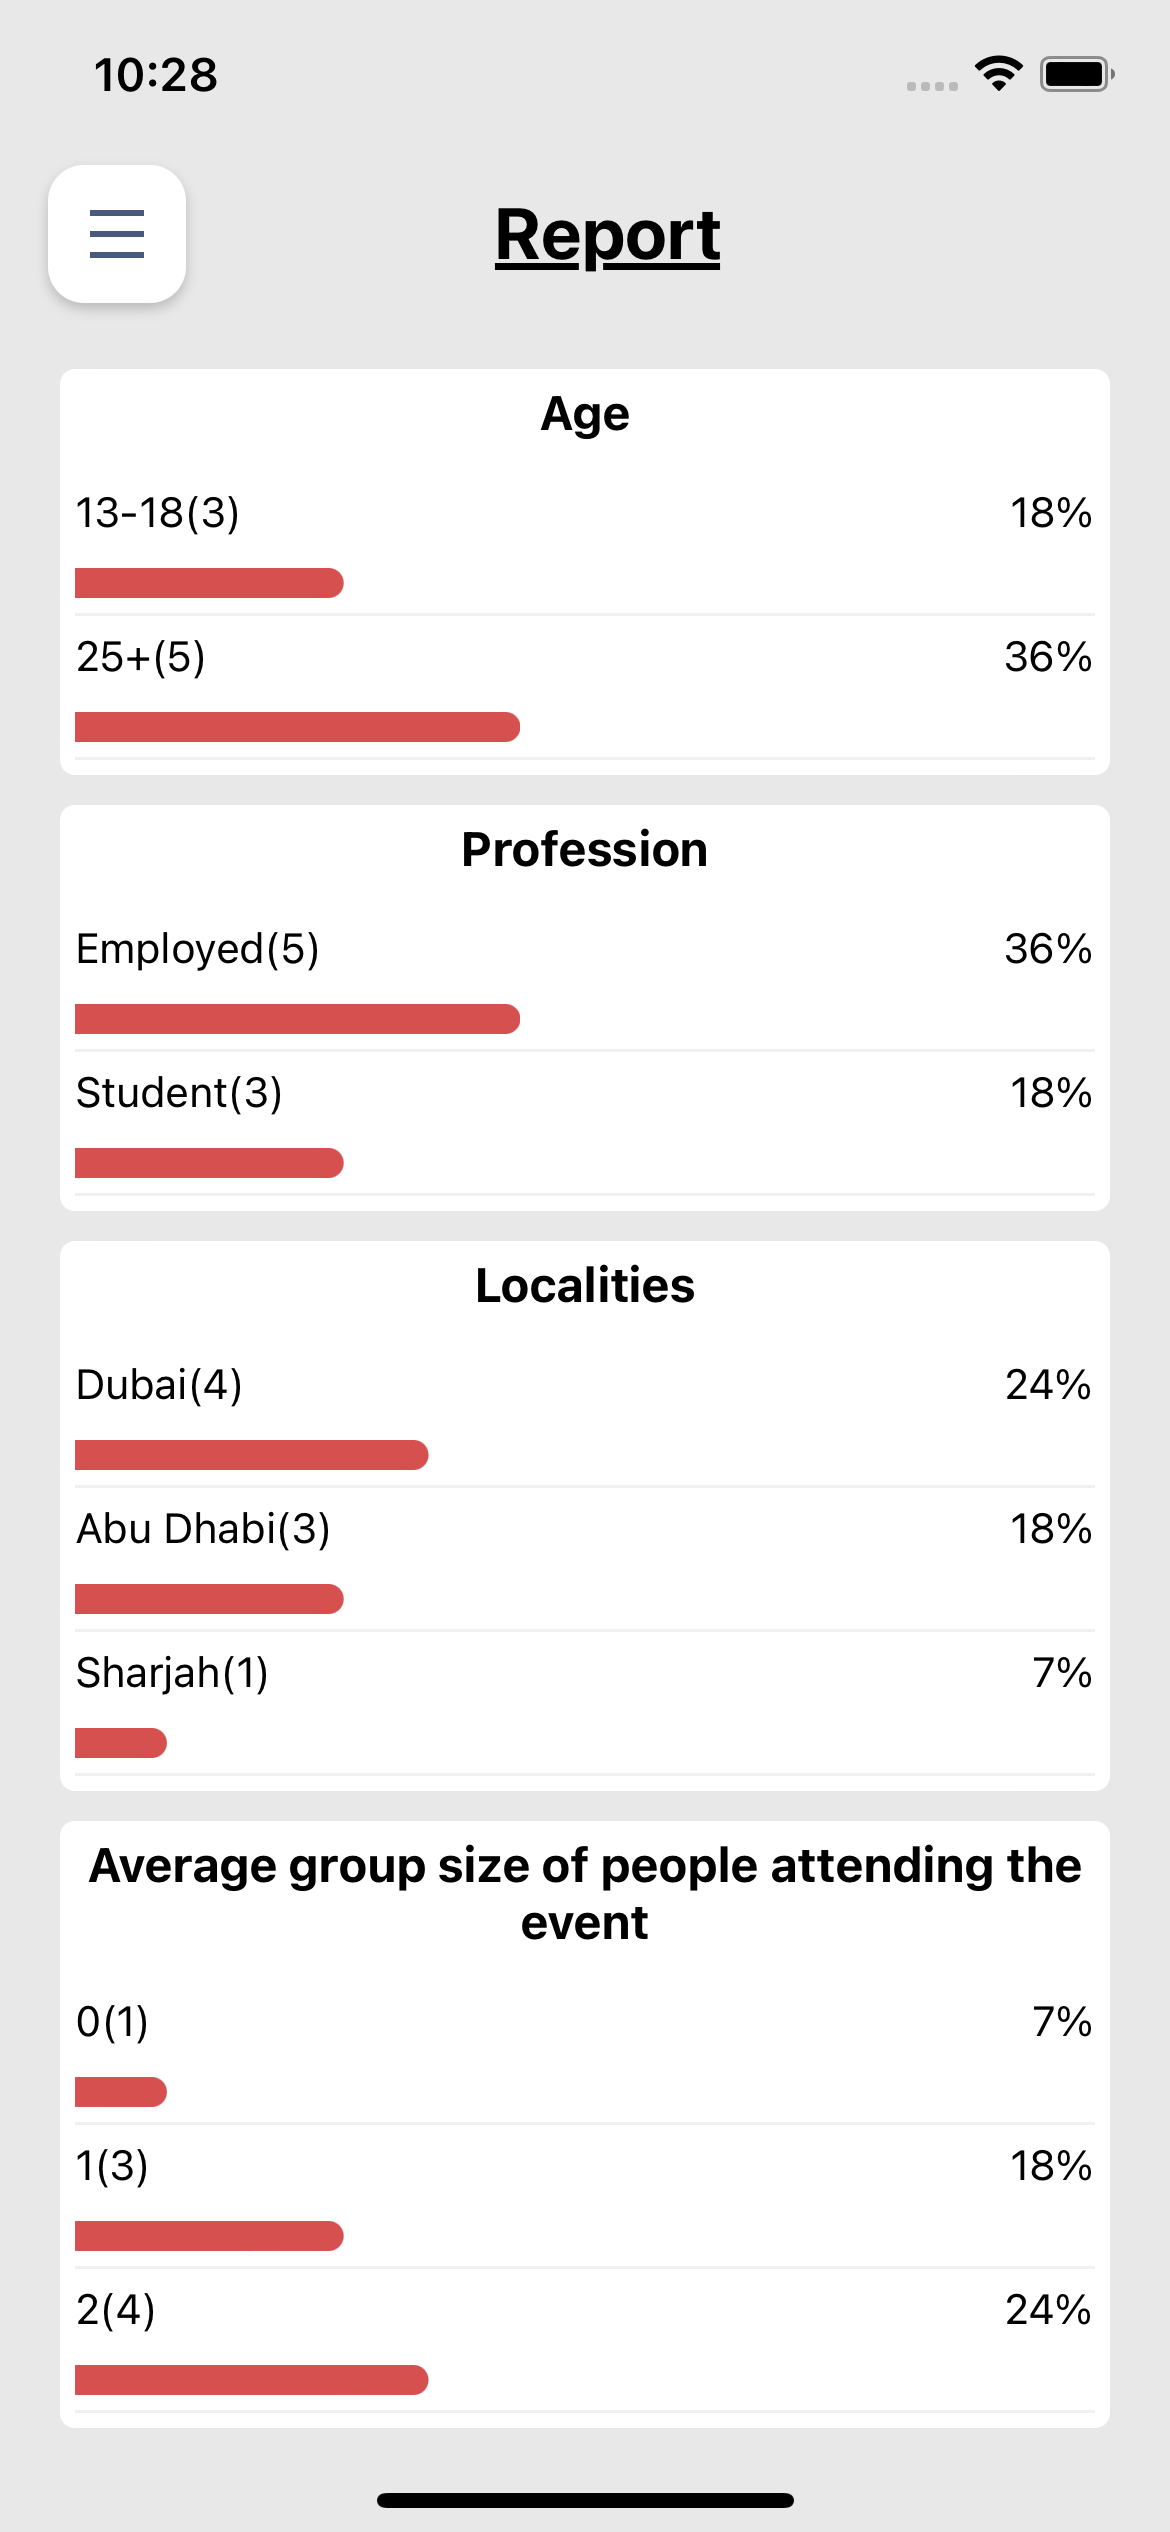 10:28
Report
Age
13-18(3) 18%
25+(5) 36%
Profession
Employed(5) 36%
Student(3) 18%
Localities
Dubai(4) 24%
Abu Dhabi(3) 18%
Sharjah(1) 7%
Average group size of people attending the
event
0(1) 7%
1(3) 18%
2(4) 24%